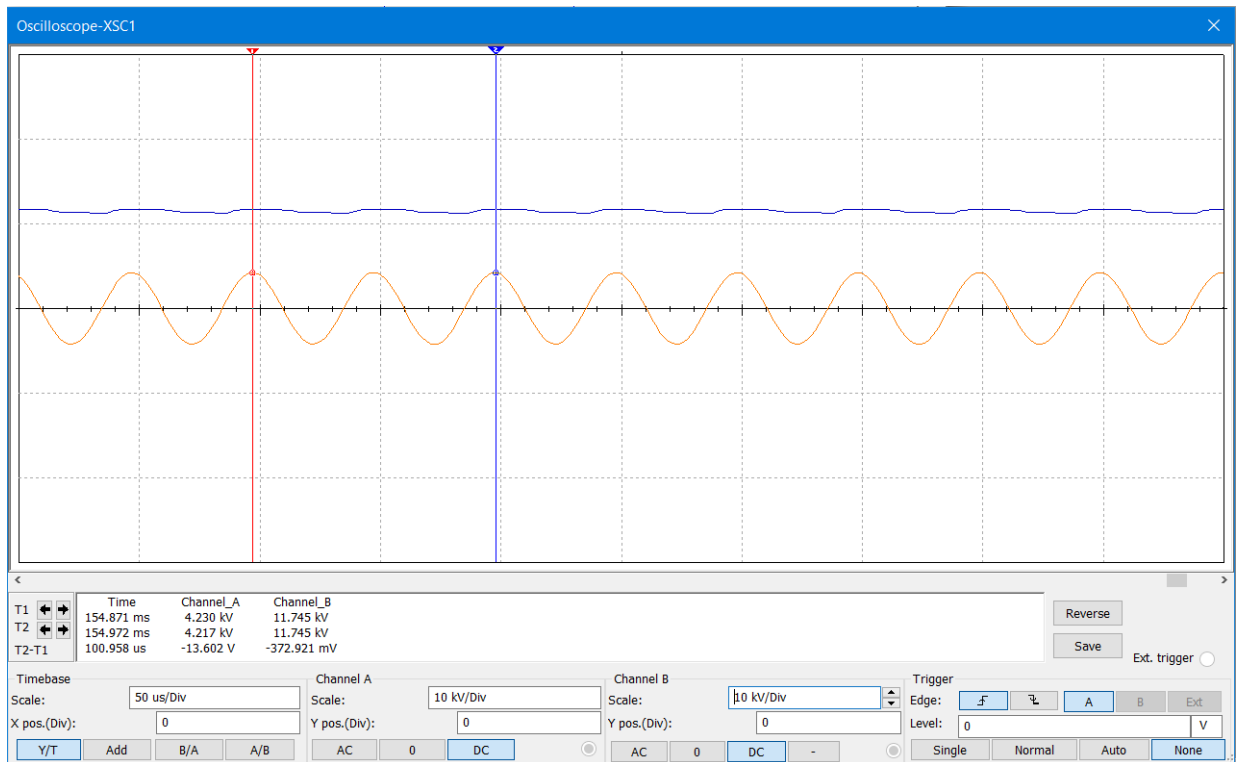 Oscilloscope-XSC1
1 2
Time Channel_A Channel_B
T1 154.871 ms 4.230 kV 11.745 kV
T2 154.972 ms 4.217 kV 11.745 kV
T2-T1 100.958 us -13.602 V -372.921 mV
Reverse
Save
Ext. trigger
Timebase
Scale: 50 us/Div
X pos.(Div): 0
Y/T Add B/A A/B
Channel A
Scale: 10 kV/Div
Y pos.(Div): 0
AC 0 DC
Channel B
Scale: 10 kV/Div
Y pos.(Div): 0
AC 0 DC -
Trigger
Edge: A B Ext
Level: 0 V
Single Normal Auto None